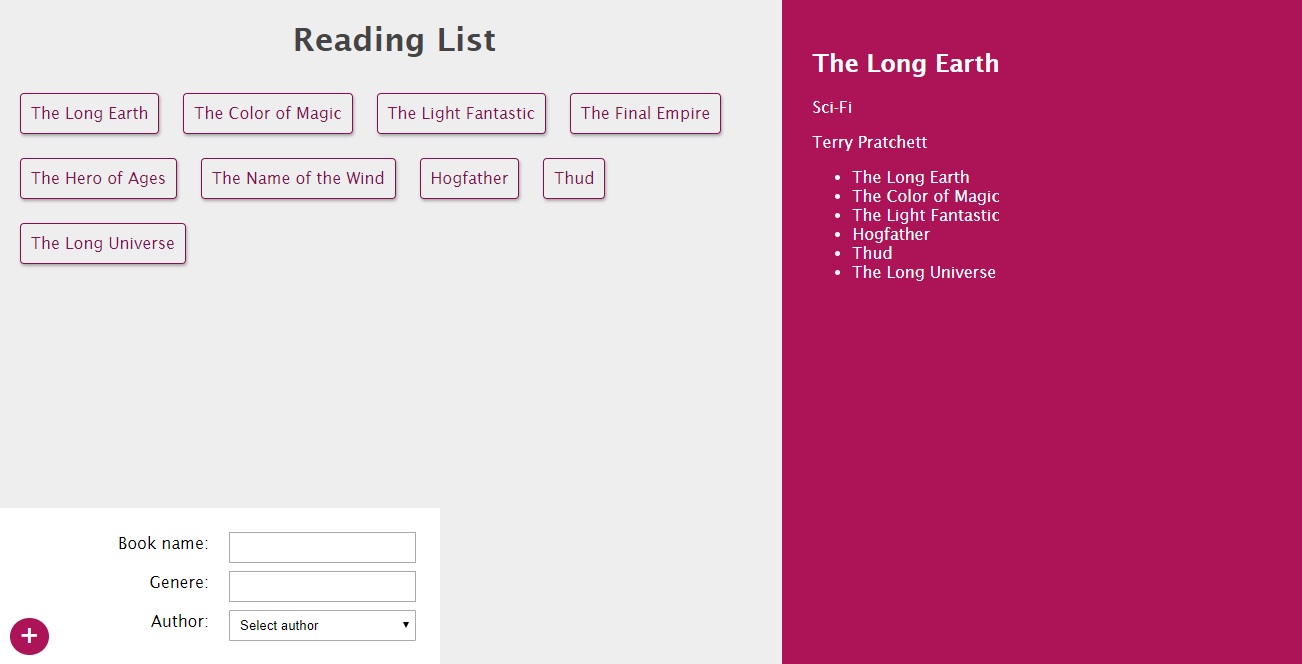 Reading List
The Long Earth
The Color of Magic
The Light Fantastic
The Final Empire
The Hero of Ages
The Name of the Wind
Hogfather
Thud
The Long Universe
Book name:
Genere:
Author:
Select author
+
The Long Earth
Sci-Fi
Terry Pratchett
• The Long Earth
• The Color of Magic
• The Light Fantastic
• Hogfather
• Thud
• The Long Universe